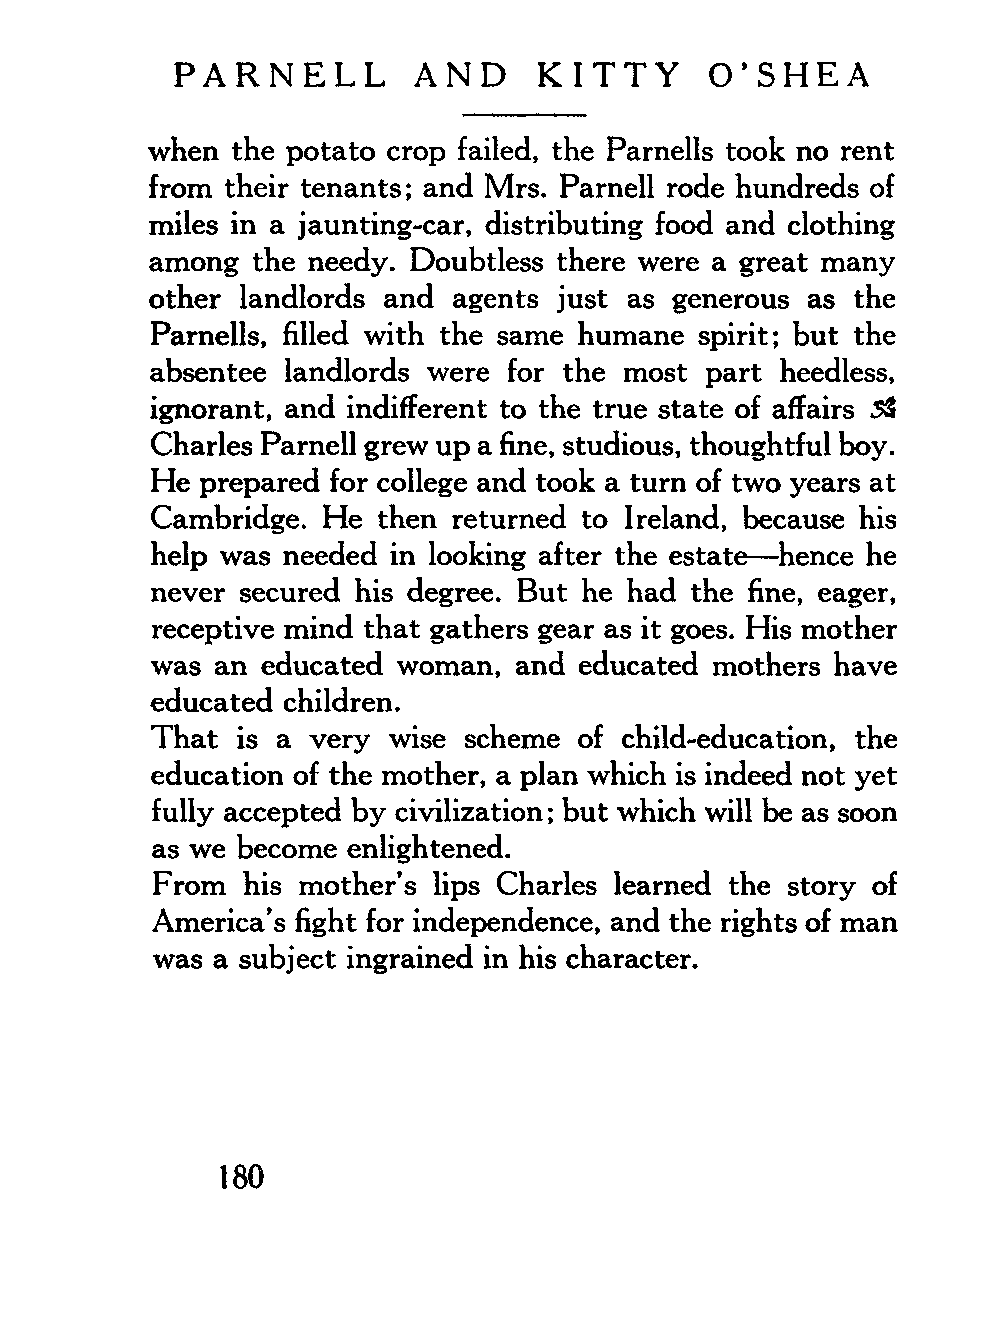 PARNELL AND KITTY O'SHEA
when the potato crop failed, the Parnells took no rent
from their tenants; and Mrs. Parnell rode hundreds of
miles in a jaunting-car, distributing food and clothing
among the needy. Doubtless there were a great many
other landlords and agents just as generous as the
Parnells, filled with the same humane spirit; but the
absentee landlords were for the most part heedless,
ignorant, and indifferent to the true state of affairs
Charles Parnell grew up a fine, studious, thoughtful boy.
He prepared for college and took a turn of two years at
Cambridge. He then returned to Ireland, because his
help was needed in looking after the estate—hence he
never secured his degree. But he had the fine, eager,
receptive mind that gathers gear as it goes. His mother
was an educated woman, and educated mothers have
educated children.
That is a very wise scheme of child-education, the
education of the mother, a plan which is indeed not yet
fully accepted by civilization; but which will be as soon
as we become enlightened.
From his mother's lips Charles learned the story of
America's fight for independence, and the rights of man
was a subject ingrained in his character.
180